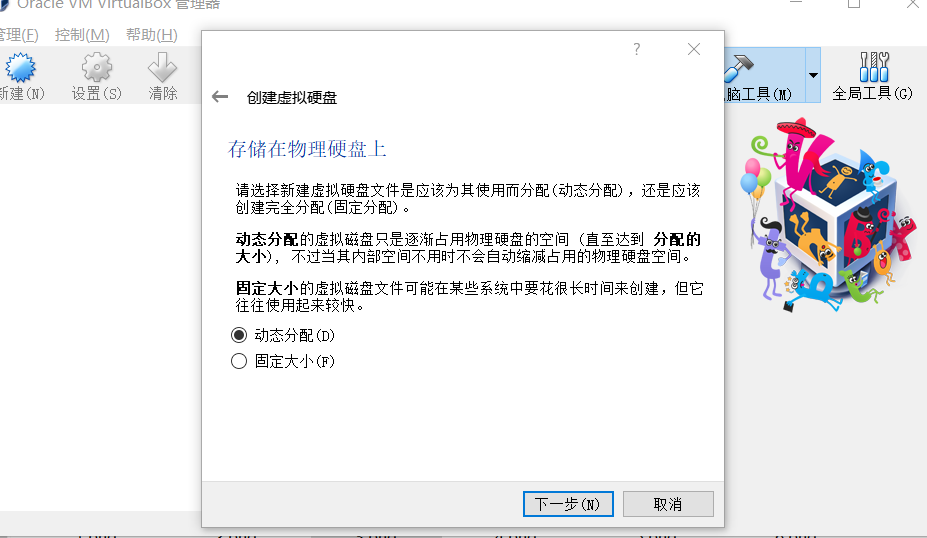 Oracle VM VirtualBox 管理器
管理(F) 控制(M) 帮助(H)
新建(N) 设置(S) 清除
脑工具(M) 全局工具(G)
?
创建虚拟硬盘
存储在物理硬盘上
请选择新建虚拟硬盘文件是应该为其使用而分配(动态分配)，还是应该
创建完全分配(固定分配)。
动态分配的虚拟磁盘只是逐渐占用物理硬盘的空间（直至达到 分配的
大小)，不过当其内部空间不用时不会自动缩减占用的物理硬盘空间。
固定大小的虚拟磁盘文件可能在某些系统中要花很长时间来创建，但它
往往使用起来较快。
动态分配(D)
固定大小(F)
下一步(N) 取消